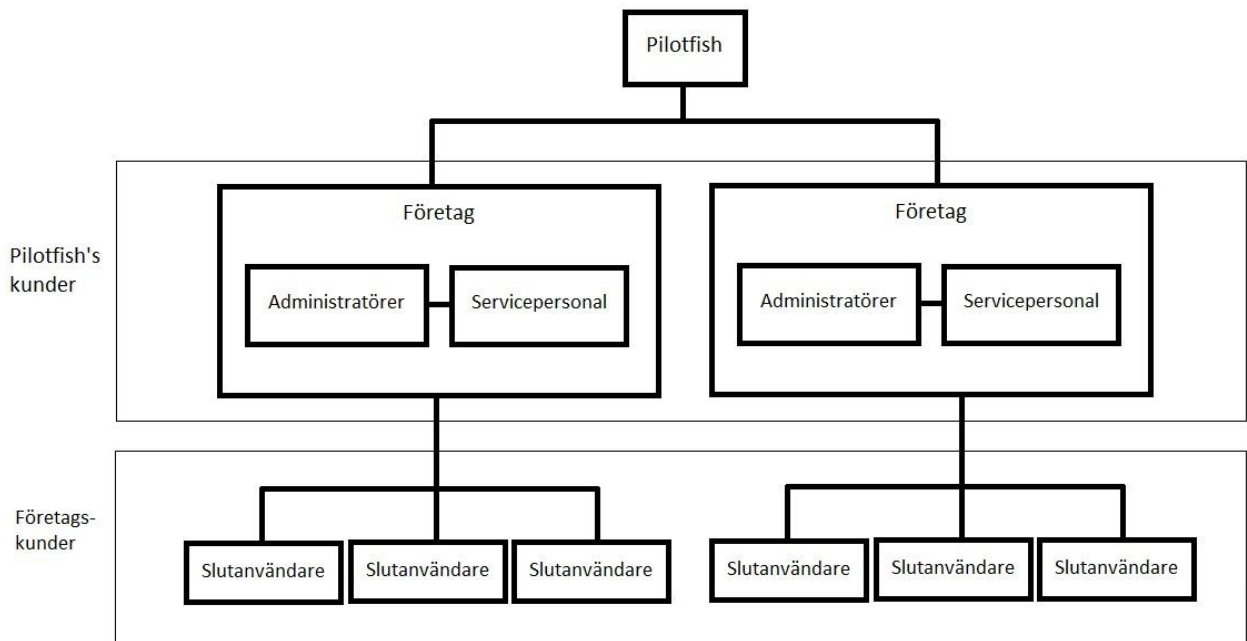 Pilotfish
Pilotfish's
kunder
Företag
Administratörer
Servicepersonal
Företag
Administratörer
Servicepersonal
Företags-
kunder
Slutanvändare
Slutanvändare
Slutanvändare
Slutanvändare
Slutanvändare
Slutanvändare